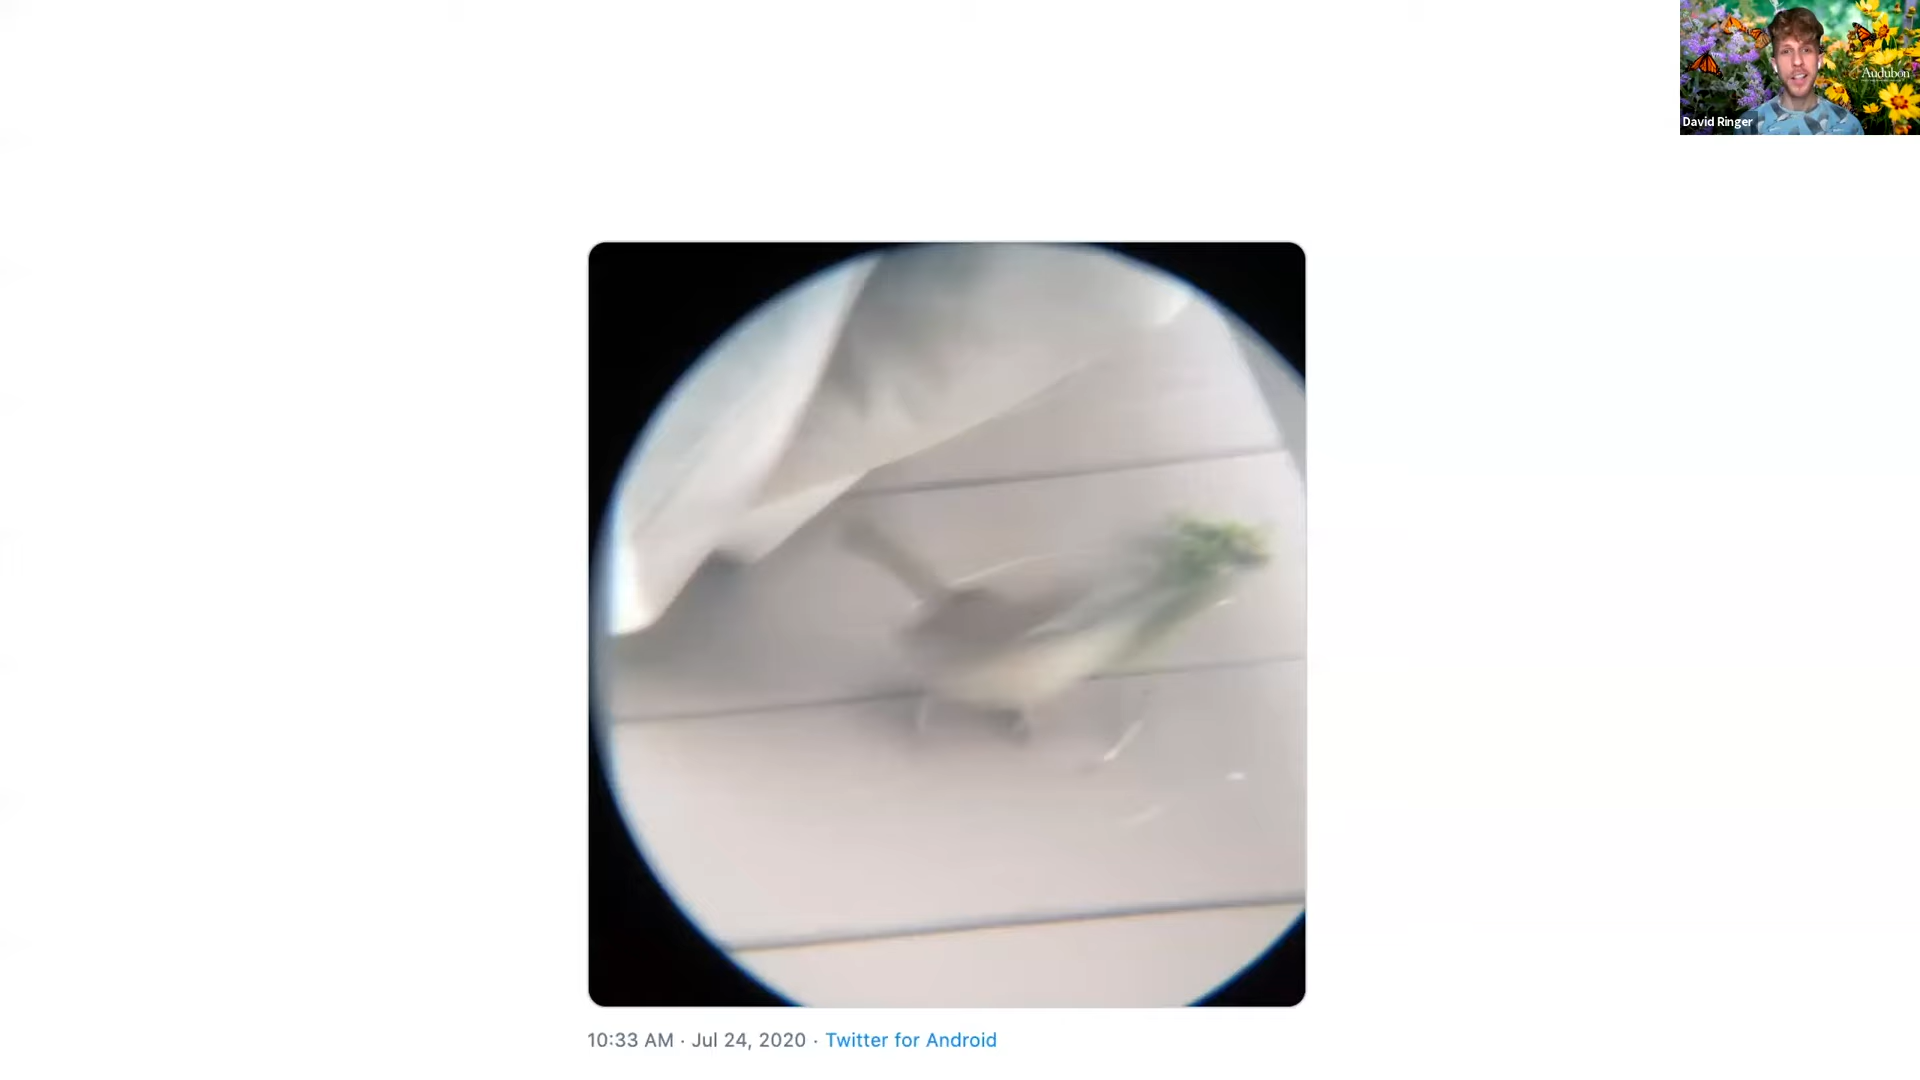 Audubon
David Ringer
10:33 AM · Jul 24, 2020 · Twitter for Android